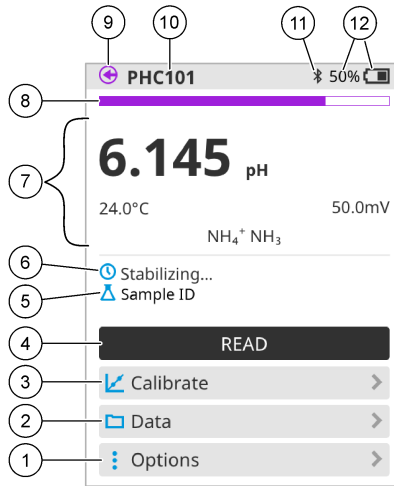 9 10 11 12
PHC101 50%
8
6.145 pH
7
24.0°C 50.0mV
NH₄⁺ NH₃
6 Stabilizing...
5 Sample ID
4 READ
3 Calibrate
2 Data
1 Options